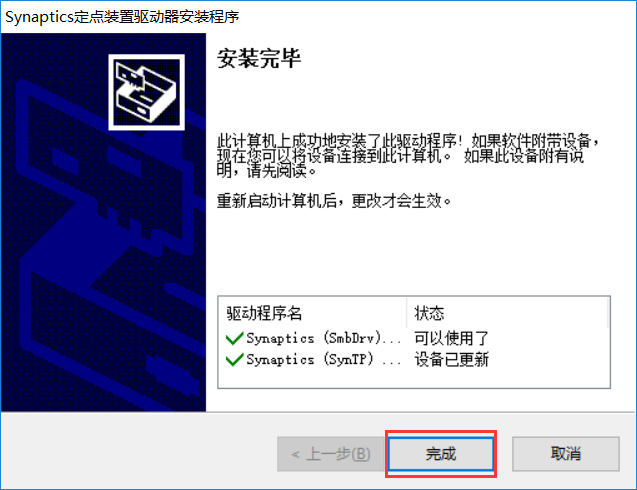 Synaptics定点装置驱动器安装程序
安装完毕
此计算机上成功地安装了此驱动程序！如果软件附带设备，
现在您可以将设备连接到此计算机。 如果此设备附有说
明，请先阅读。
重新启动计算机后，更改才会生效。
驱动程序名 状态
Synaptics (SmbDrv)... 可以使用了
Synaptics (SynTP) ... 设备已更新
< 上一步(B) 完成 取消